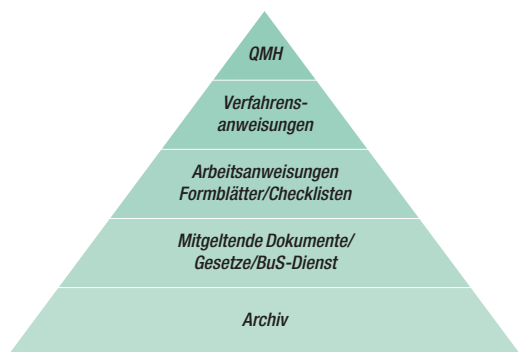 QMH
Verfahrens-
anweisungen
Arbeitsanweisungen
Formblätter/Checklisten
Mitgeltende Dokumente/
Gesetze/BuS-Dienst
Archiv